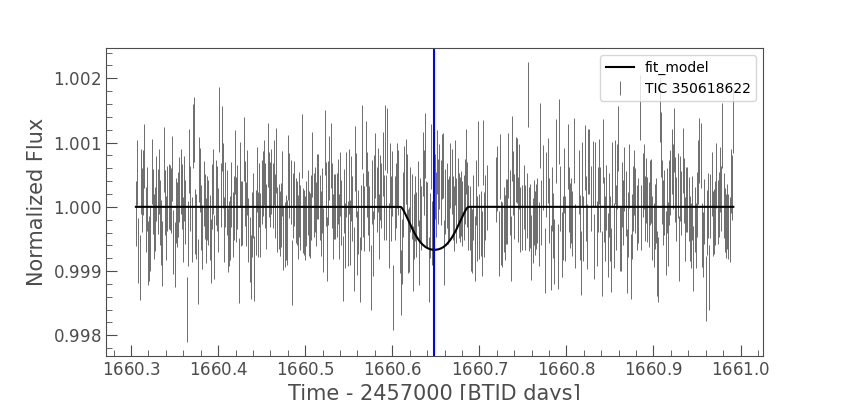 fit_model
TIC 350618622
1.002
1.001
1.000
0.999
0.998
Normalized Flux
1660.3 1660.4 1660.5 1660.6 1660.7 1660.8 1660.9 1661.0
Time - 2457000 [BTJD days]